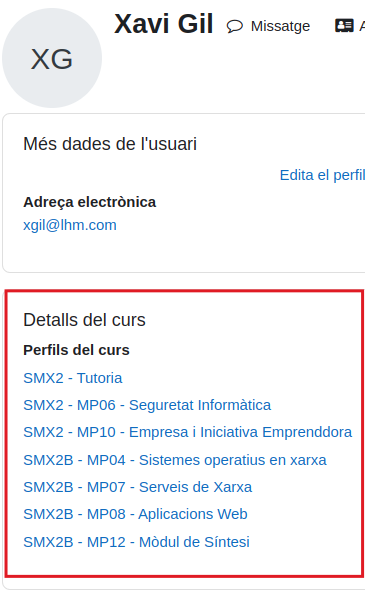 XG
Xavi Gil Missatge
Més dades de l'usuari
Edita el perfil
Adreça electrònica
xgil@lhm.com
Detalls del curs
Perfils del curs
SMX2 - Tutoria
SMX2 - MP06 - Seguretat Informàtica
SMX2 - MP10 - Empresa i Iniciativa Emprenddora
SMX2B - MP04 - Sistemes operatius en xarxa
SMX2B - MP07 - Serveis de Xarxa
SMX2B - MP08 - Aplicacions Web
SMX2B - MP12 - Mòdul de Síntesi